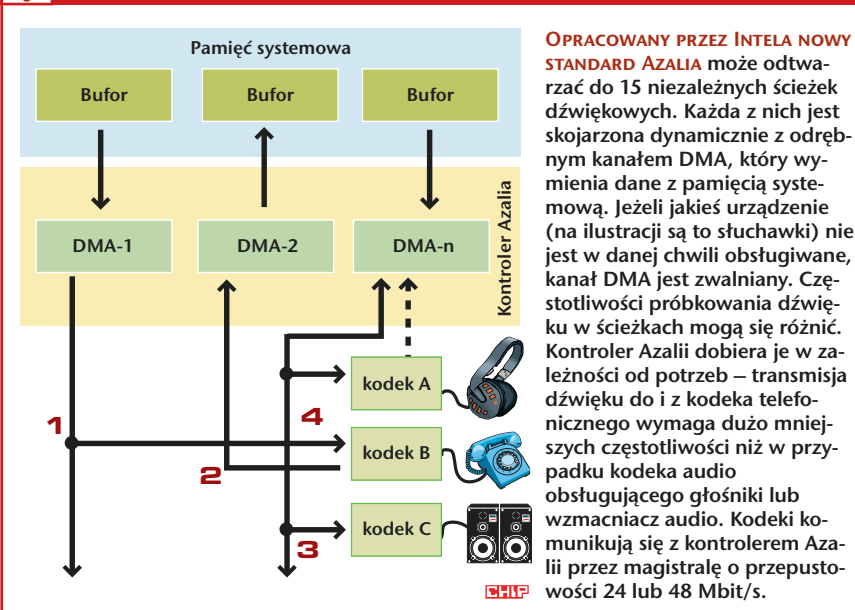 Pamięć systemowa
Bufor
Bufor
Bufor
Kontroler Azalia
DMA-1
DMA-2
DMA-n
kodek A
kodek B
kodek C
1
2
4
3
CHIP
OPRACOWANY PRZEZ INTELA NOWY
STANDARD AZALIA może odtwa-
rzać do 15 niezależnych ścieżek
dźwiękowych. Każda z nich jest
skojarzona dynamicznie z odręb-
nym kanałem DMA, który wy-
mienia dane z pamięcią syste-
mową. Jeżeli jakieś urządzenie
(na ilustracji są to słuchawki) nie
jest w danej chwili obsługiwane,
kanał DMA jest zwalniany. Czę-
stotliwości próbkowania dźwię-
ku w ścieżkach mogą się różnić.
Kontroler Azalii dobiera je w za-
leżności od potrzeb – transmisja
dźwięku do i z kodeka telefo-
nicznego wymaga dużo mniej-
szych częstotliwości niż w przy-
padku kodeka audio
obsługującego głośniki lub
wzmacniacz audio. Kodeki ko-
munikują się z kontrolerem Aza-
lii przez magistralę o przepusto-
wości 24 lub 48 Mbit/s.